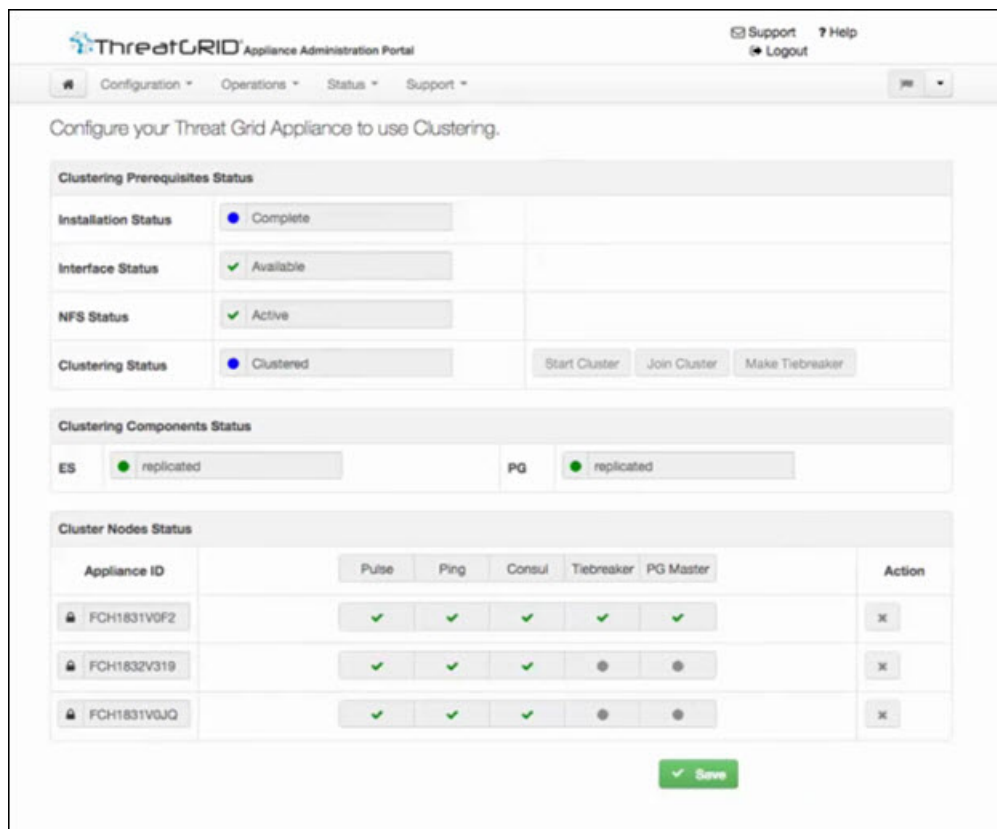 Support ? Help
ThreatGRID® Appliance Administration Portal
Logout
Configuration Operations Status Support
Configure your Threat Grid Appliance to use Clustering.
Clustering Prerequisites Status
Installation Status Complete
Interface Status Available
NFS Status Active
Clustering Status Clustered Start Cluster Join Cluster Make Tiebreaker
Clustering Components Status
ES replicated PG replicated
Cluster Nodes Status
Appliance ID Pulse Ping Consul Tiebreaker PG Master Action
FCH1831V0F2
FCH1832V319
FCH1831V0JQ
Save